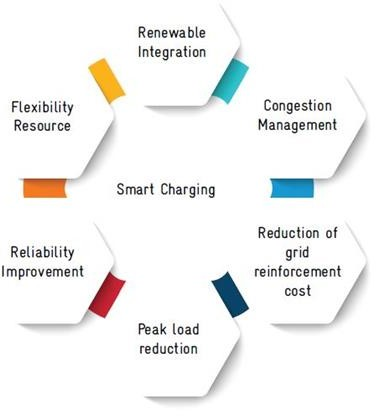 Renewable
Integration
Flexibility
Resource
Congestion
Management
Smart Charging
Reliability
Improvement
Reduction of
grid
reinforcement
cost
Peak load
reduction